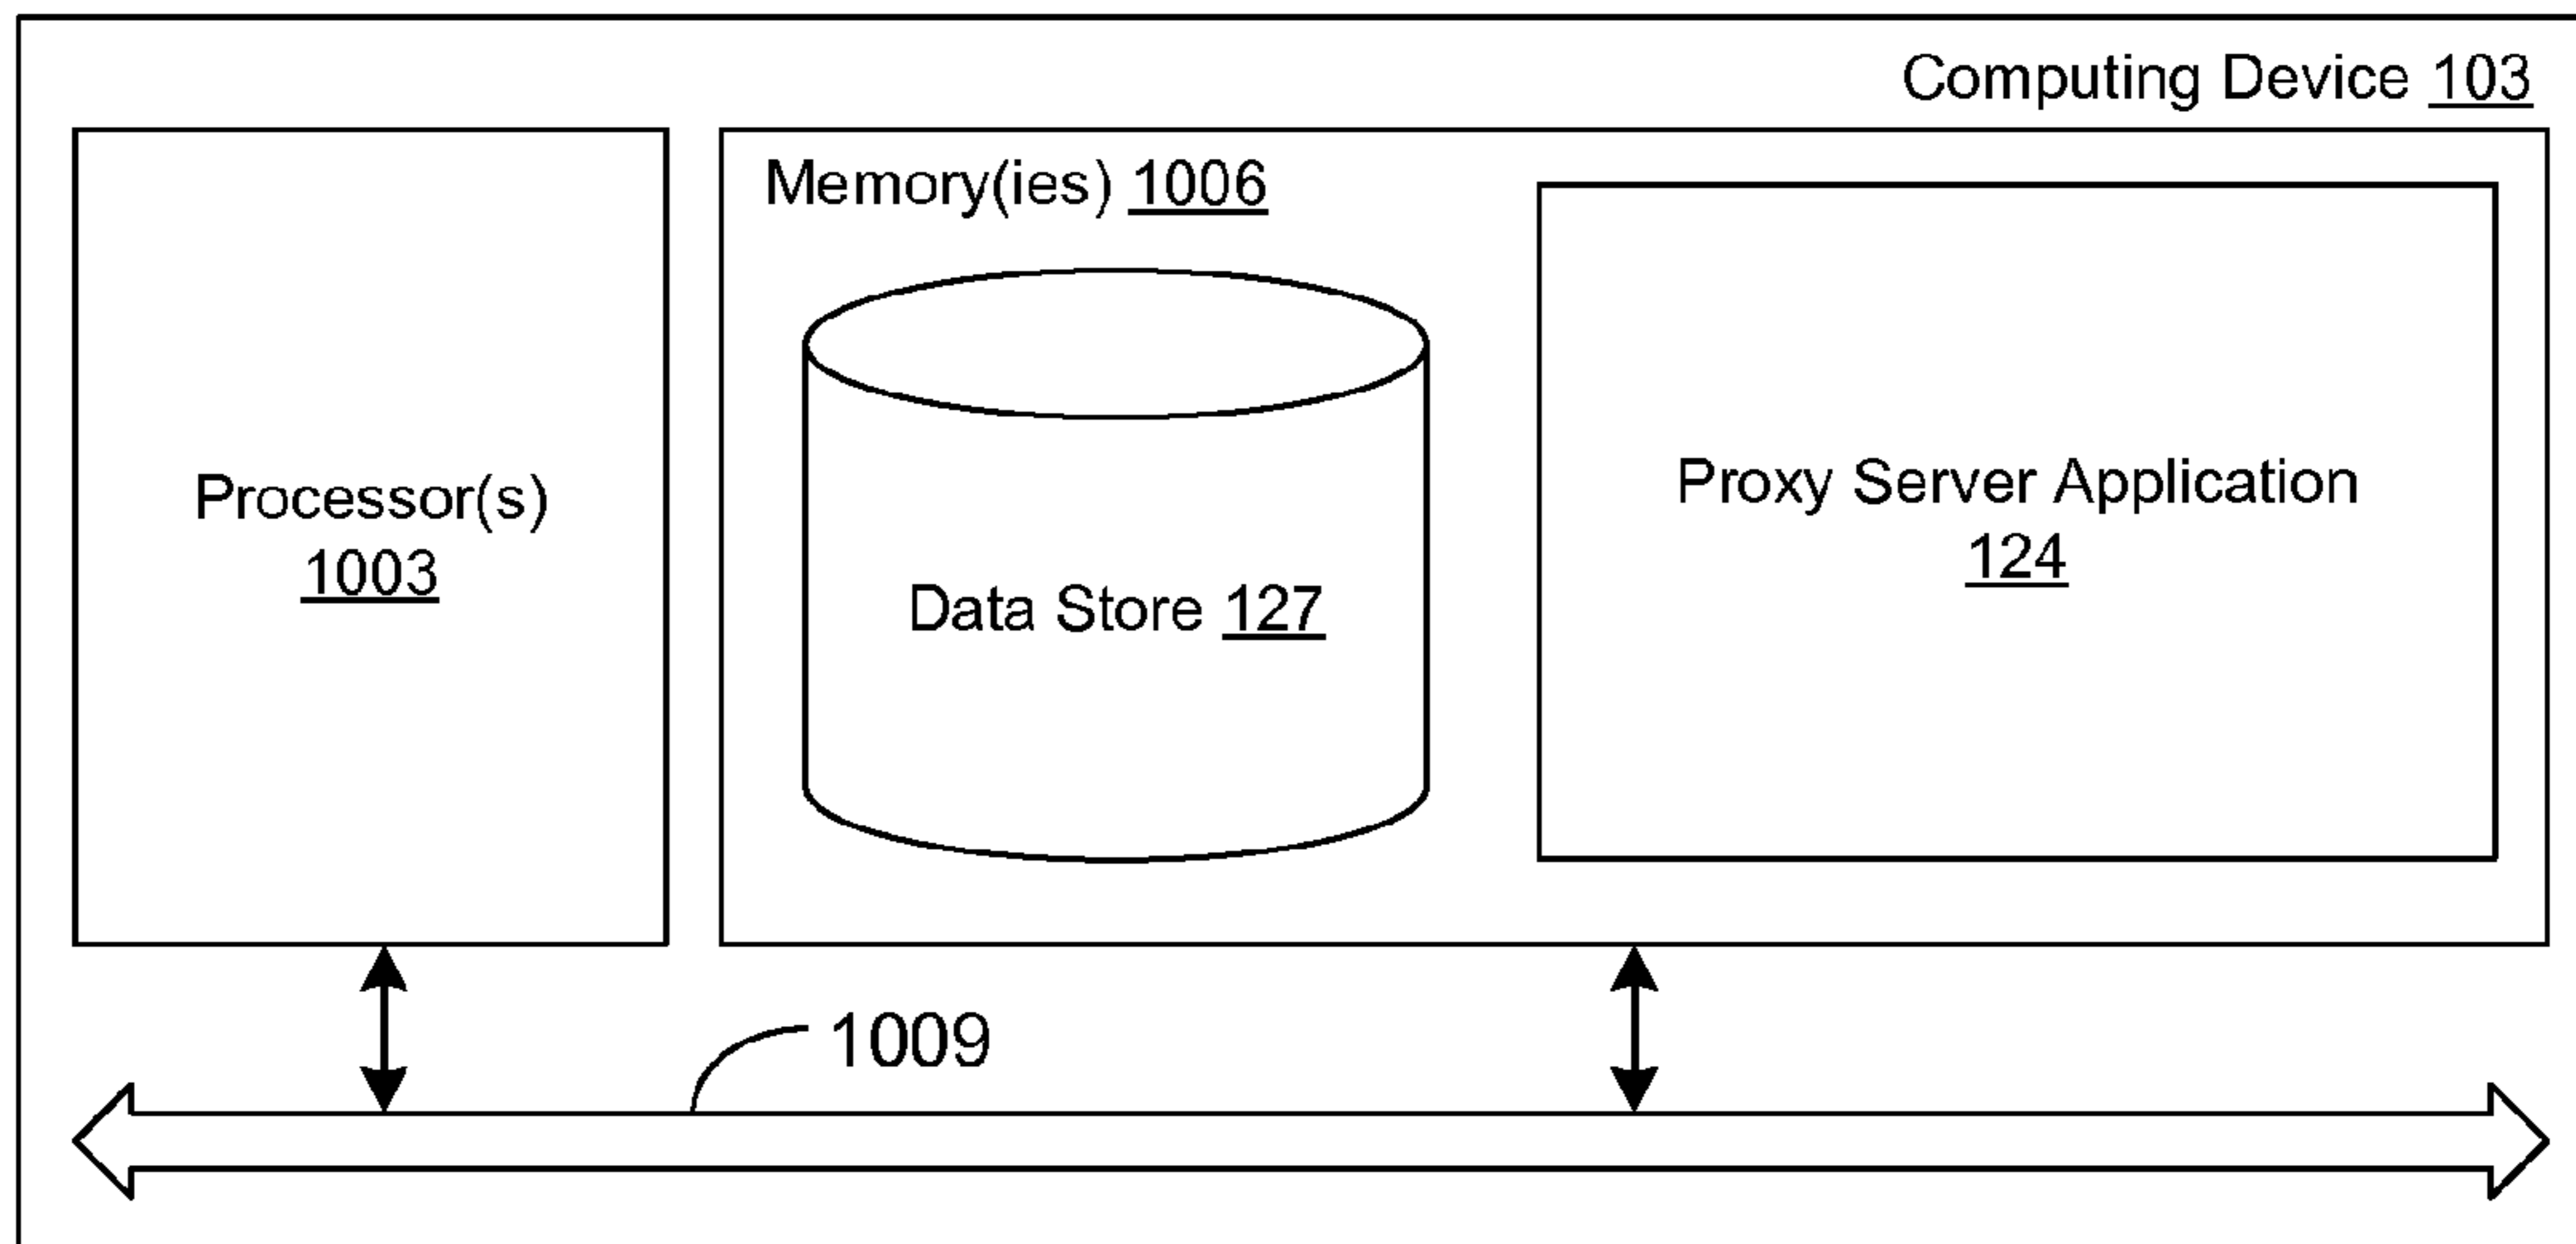 Computing Device 103
Memory(ies) 1006
Processor(s)
1003
Data Store 127
Proxy Server Application
124
1009